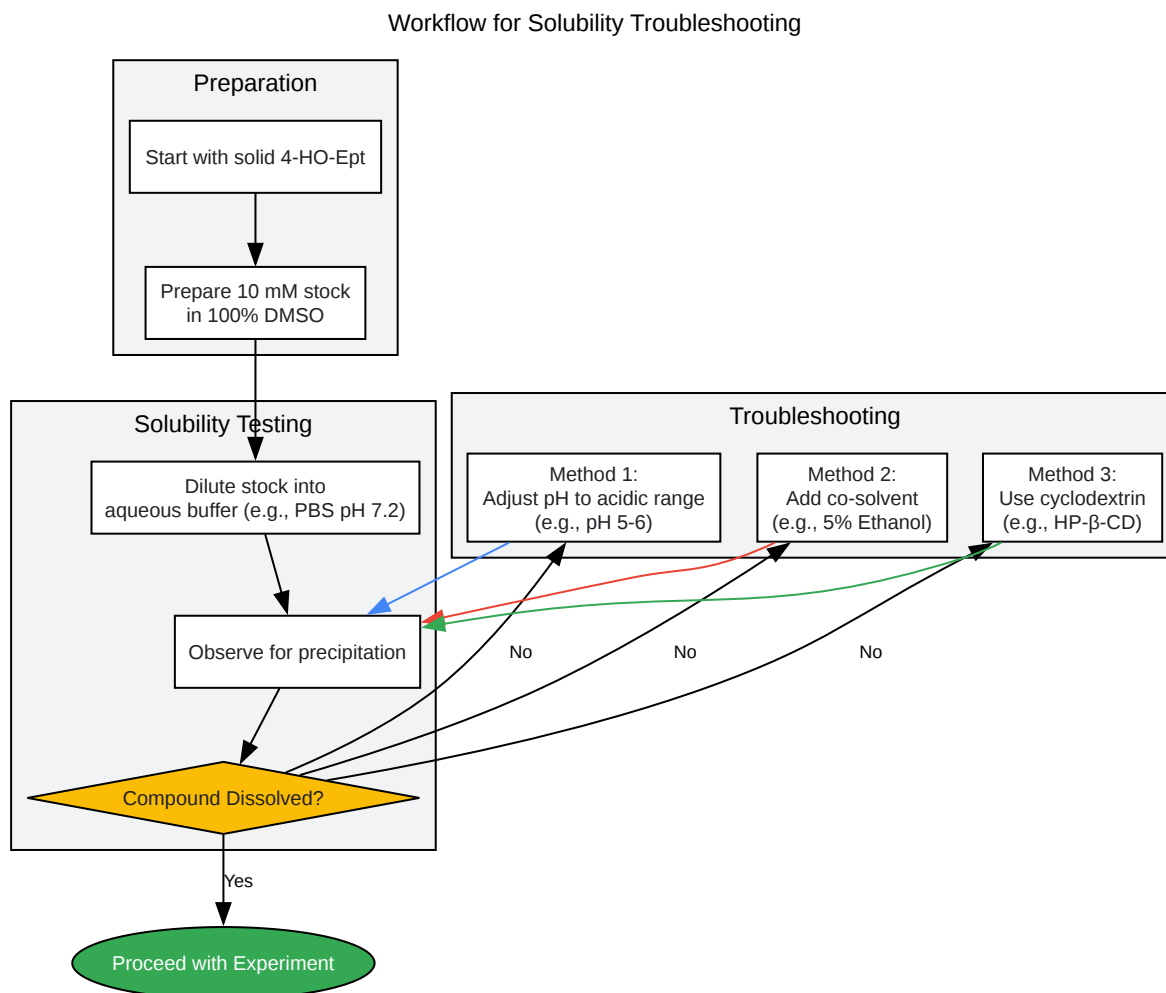 Workflow for Solubility Troubleshooting
Preparation
Start with solid 4-HO-Ept
Prepare 10 mM stock
in 100% DMSO
Solubility Testing
Dilute stock into
aqueous buffer (e.g., PBS pH 7.2)
Observe for precipitation
Compound Dissolved?
Troubleshooting
Method 1:
Adjust pH to acidic range
(e.g., pH 5-6)
Method 2:
Add co-solvent
(e.g., 5% Ethanol)
Method 3:
Use cyclodextrin
(e.g., HP-β-CD)
No
No
No
Yes
Proceed with Experiment